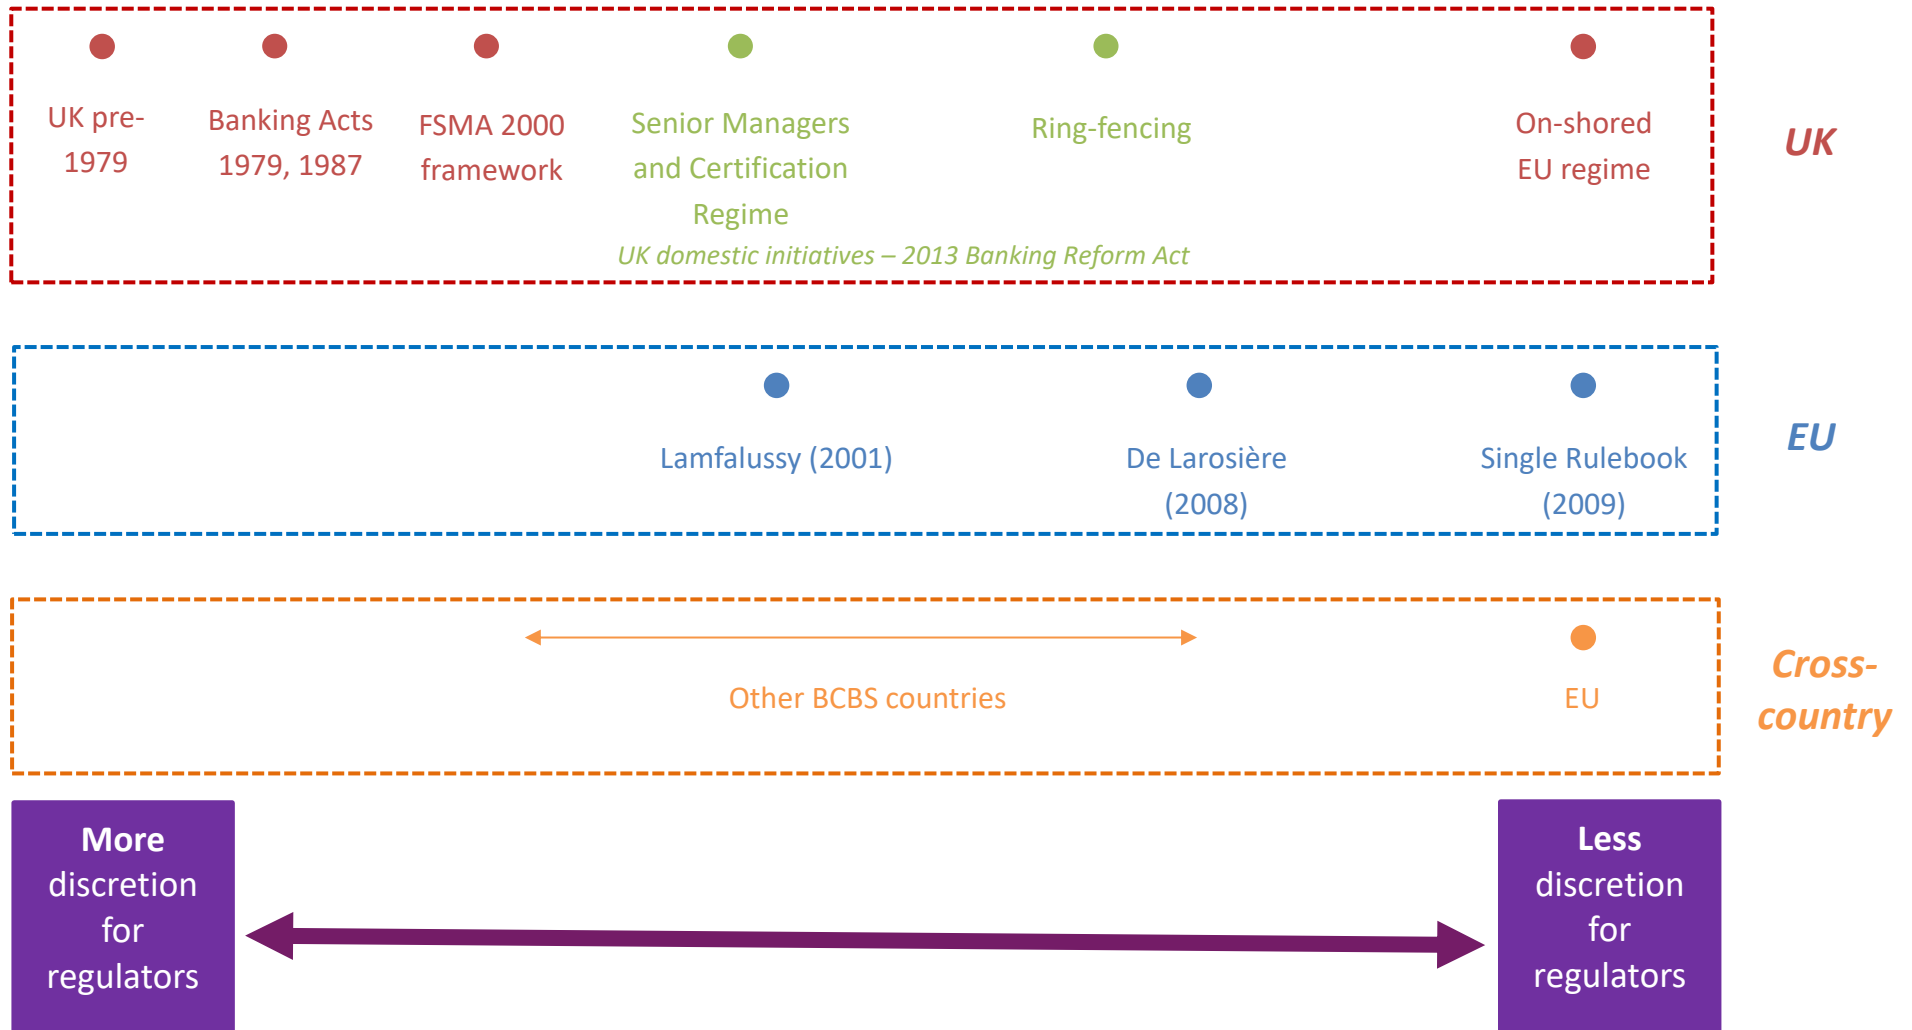 UK pre-
1979
Banking Acts
1979, 1987
FSMA 2000
framework
Senior Managers
and Certification
Regime
Ring-fencing
UK domestic initiatives – 2013 Banking Reform Act
On-shored
EU regime
UK
Lamfalussy (2001)
De Larosière
(2008)
Single Rulebook
(2009)
EU
Other BCBS countries
EU
Cross-
country
More
discretion
for
regulators
Less
discretion
for
regulators